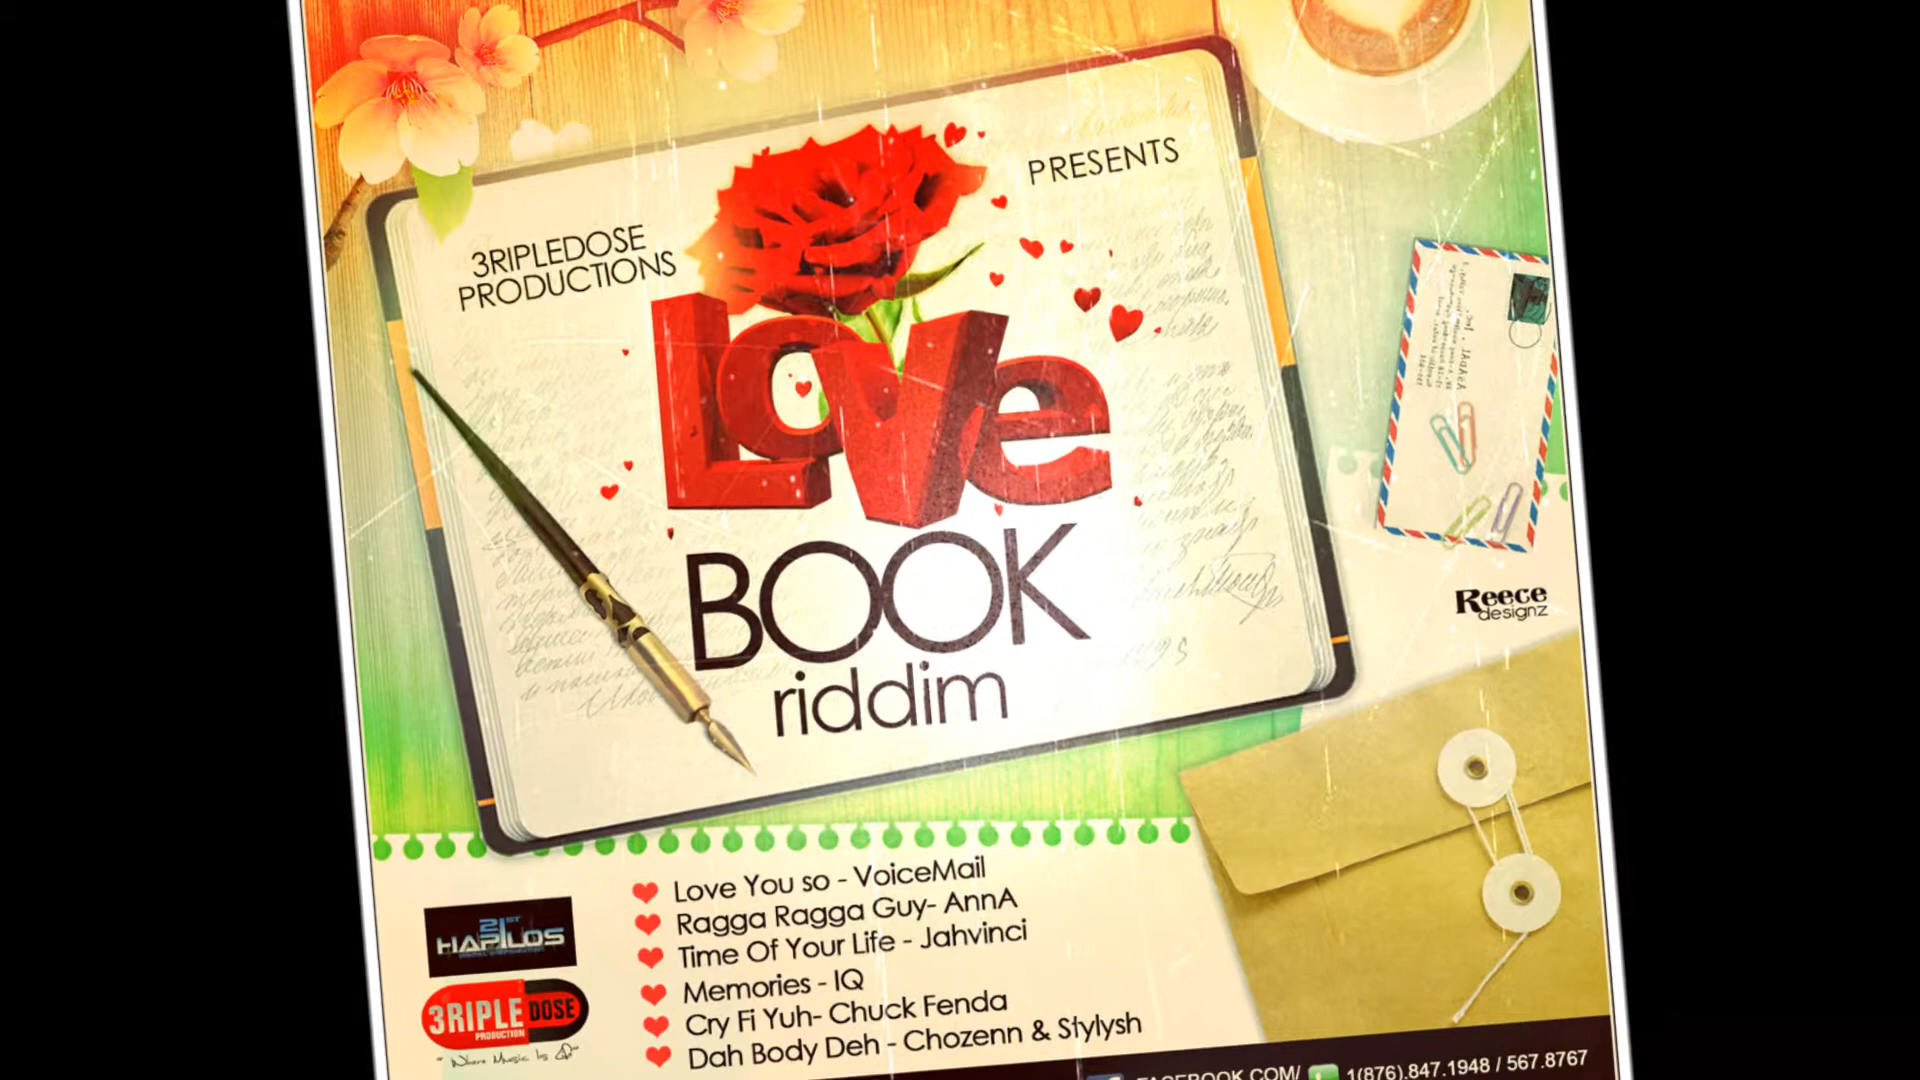 PRESENTS
3RIPLEDOSE
PRODUCTIONS
Love
BOOK
riddim
Reece
designz
Love You so - VoiceMail
Ragga Ragga Guy- AnnA
Time Of Your Life - Jahvinci
Memories - IQ
Cry Fi Yuh- Chuck Fenda
Dah Body Deh - Chozenn & Stylysh
21ST
HAPILOS
3RIPLE DOSE
PRODUCTION
FACEBOOK.COM/ 1(876).847.1948 / 567.8767